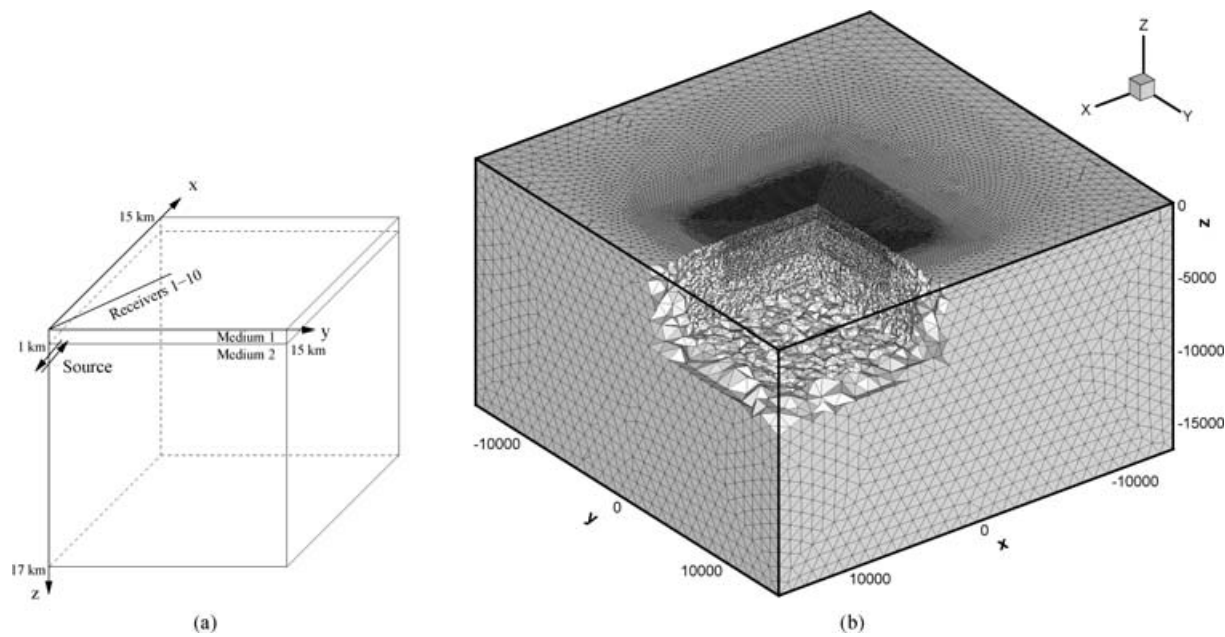 x
15 km
Receivers 1–10
y
Medium 1
1 km
15 km
Medium 2
Source
17 km
z
(a)
Z
X
Y
0
z
-5000
-10000
-15000
-10000
0
y
10000
-10000
0
x
10000
(b)